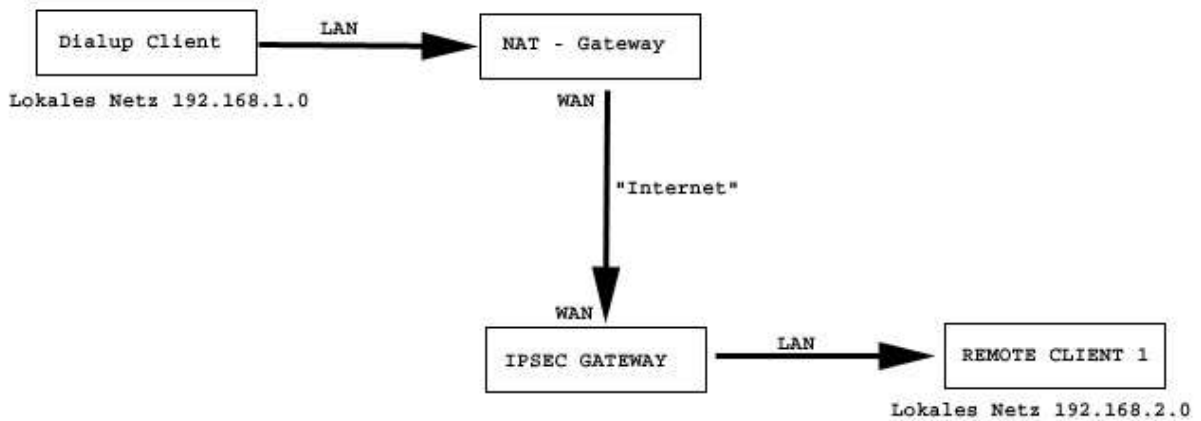 Dialup Client
LAN
NAT - Gateway
Lokales Netz 192.168.1.0
WAN
"Internet"
WAN
IPSEC GATEWAY
LAN
REMOTE CLIENT 1
Lokales Netz 192.168.2.0